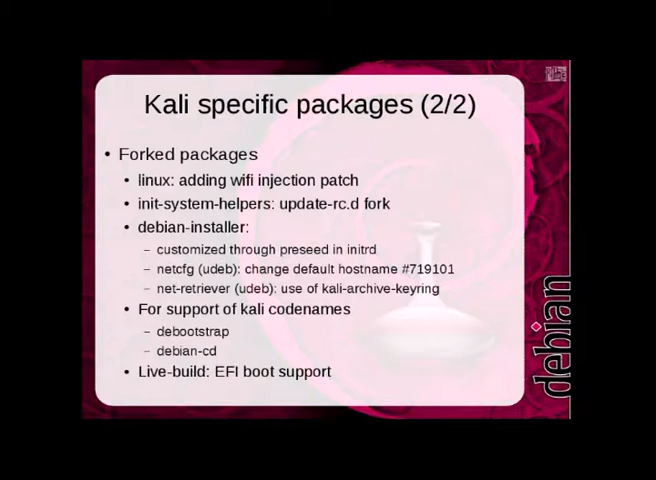 Kali specific packages (2/2)
• Forked packages
• linux: adding wifi injection patch
• init-system-helpers: update-rc.d fork
• debian-installer:
– customized through preseed in initrd
– netcfg (udeb): change default hostname #719101
– net-retriever (udeb): use of kali-archive-keyring
• For support of kali codenames
– debootstrap
– debian-cd
• Live-build: EFI boot support
debian